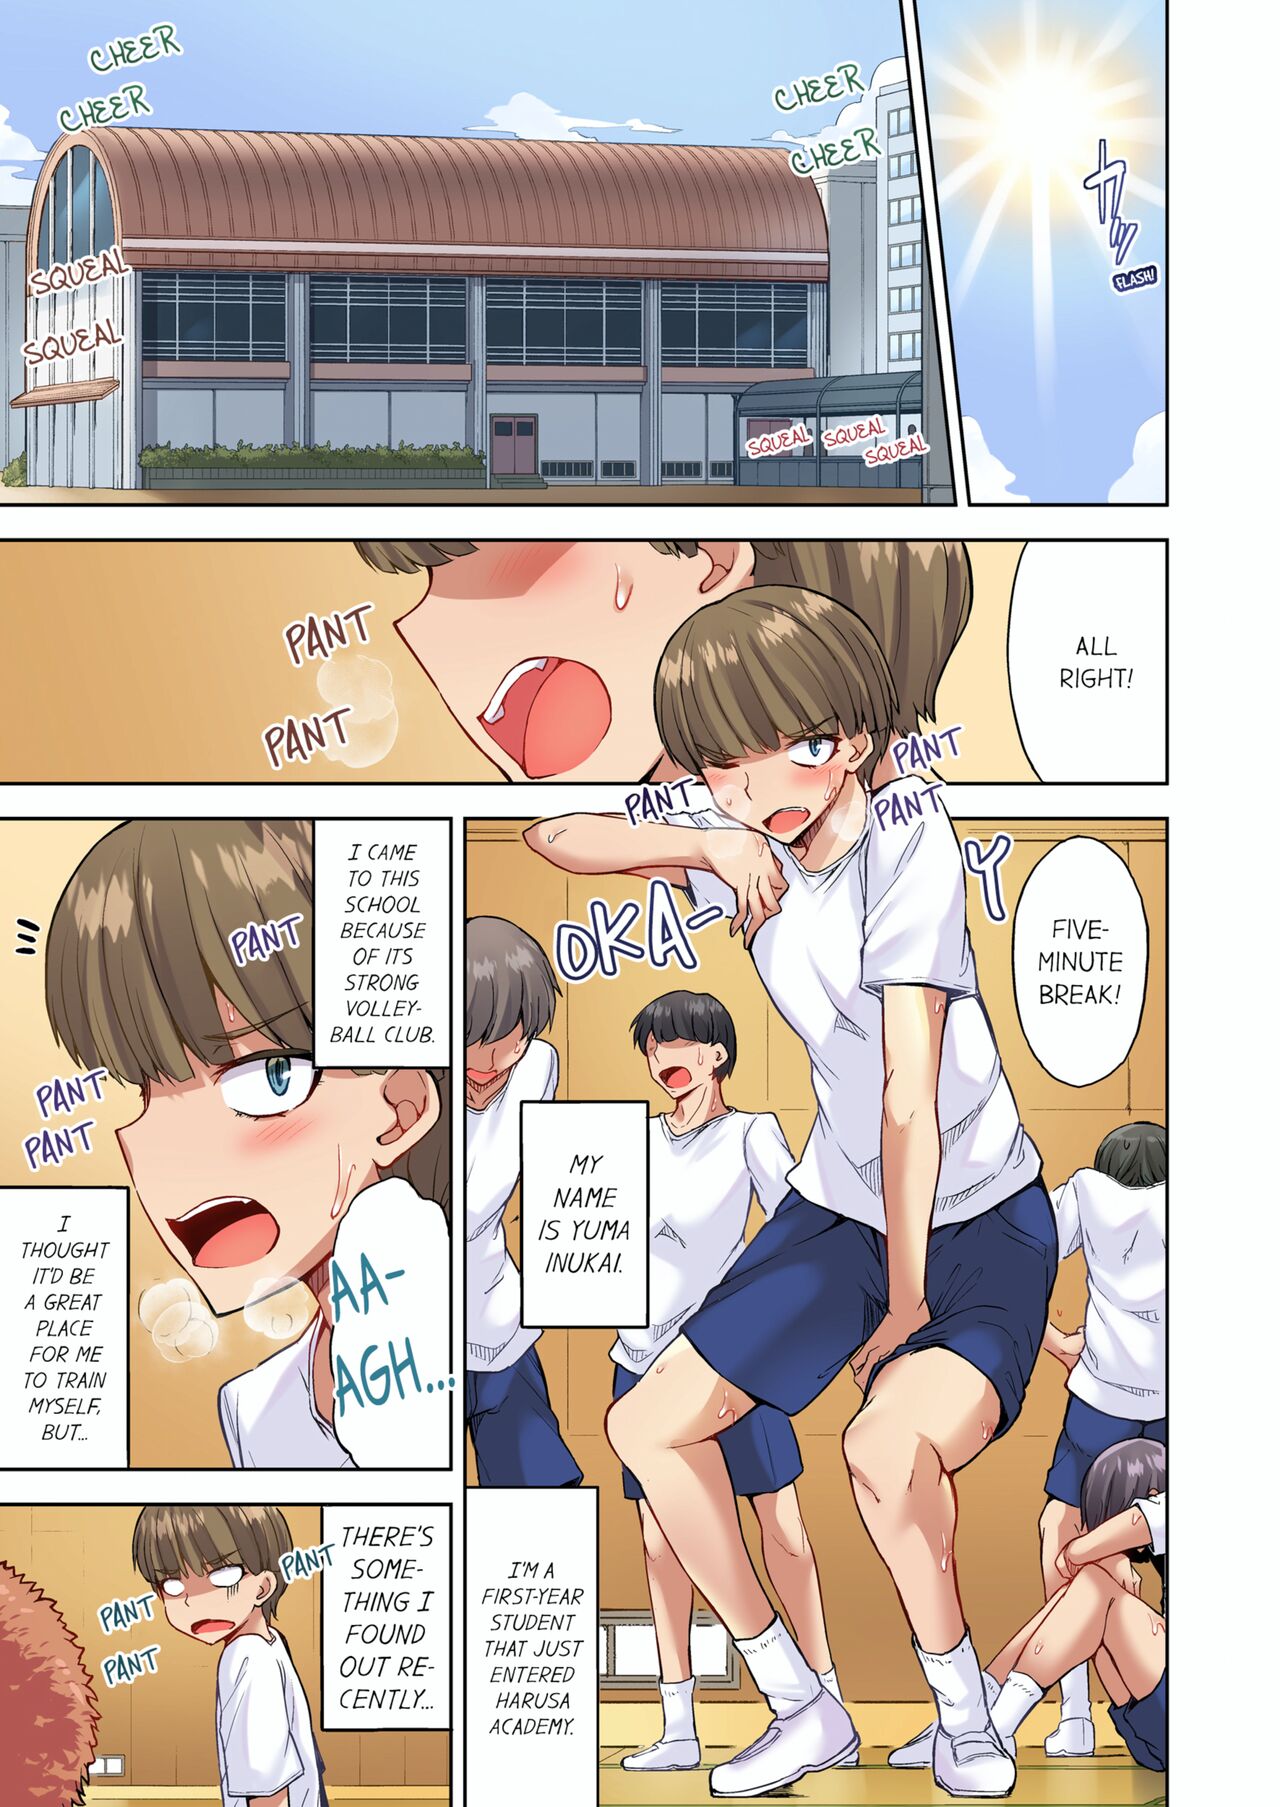 カッ
FLASH!
CHEER
CHEER
CHEER
CHEER
SQUEAL
SQUEAL
SQUEAL
SQUEAL
SQUEAL
ALL
RIGHT!
PANT
PANT
FIVE-
MINUTE
BREAK!
OKA-
Y
PANT
PANT
PANT
MY
NAME
IS YUMA
INUKAI.
I'M A
FIRST-YEAR
STUDENT
THAT JUST
ENTERED
HARUSA
ACADEMY.
I CAME
TO THIS
SCHOOL
BECAUSE
OF ITS
STRONG
VOLLEY-
BALL CLUB.
PANT
PANT
PANT
AA-
AGH...
I
THOUGHT
IT'D BE
A GREAT
PLACE
FOR ME
TO TRAIN
MYSELF,
BUT...
THERE'S
SOME-
THING I
FOUND
OUT RE-
CENTLY...
PANT
PANT
PANT